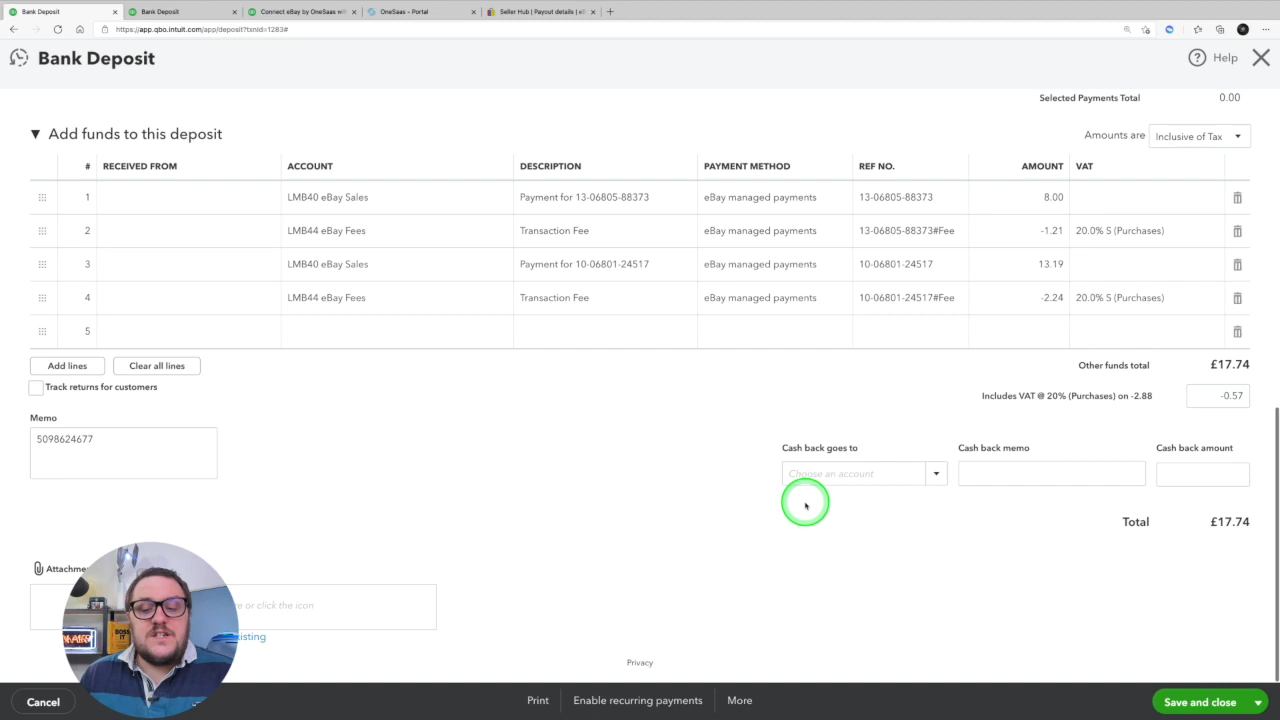 Bank Deposit
Bank Deposit
Connect eBay by OneSaas wit
OneSaas - Portal
Seller Hub | Payout details | e
https://app.qbo.intuit.com/app/deposit?txnId=1283#
Bank Deposit
Help
Selected Payments Total 0.00
Add funds to this deposit
Amounts are Inclusive of Tax
# RECEIVED FROM ACCOUNT DESCRIPTION PAYMENT METHOD REF NO. AMOUNT VAT
1 LMB40 eBay Sales Payment for 13-06805-88373 eBay managed payments 13-06805-88373 8.00
2 LMB44 eBay Fees Transaction Fee eBay managed payments 13-06805-88373#Fee -1.21 20.0% S (Purchases)
3 LMB40 eBay Sales Payment for 10-06801-24517 eBay managed payments 10-06801-24517 13.19
4 LMB44 eBay Fees Transaction Fee eBay managed payments 10-06801-24517#Fee -2.24 20.0% S (Purchases)
5
Add lines Clear all lines
Other funds total £17.74
Track returns for customers
Includes VAT @ 20% (Purchases) on -2.88 -0.57
Memo
5098624677
Cash back goes to Cash back memo Cash back amount
Choose an account
Total £17.74
Attachme
e or click the icon
BOSS
IT
isting
Privacy
Cancel Print Enable recurring payments More Save and close